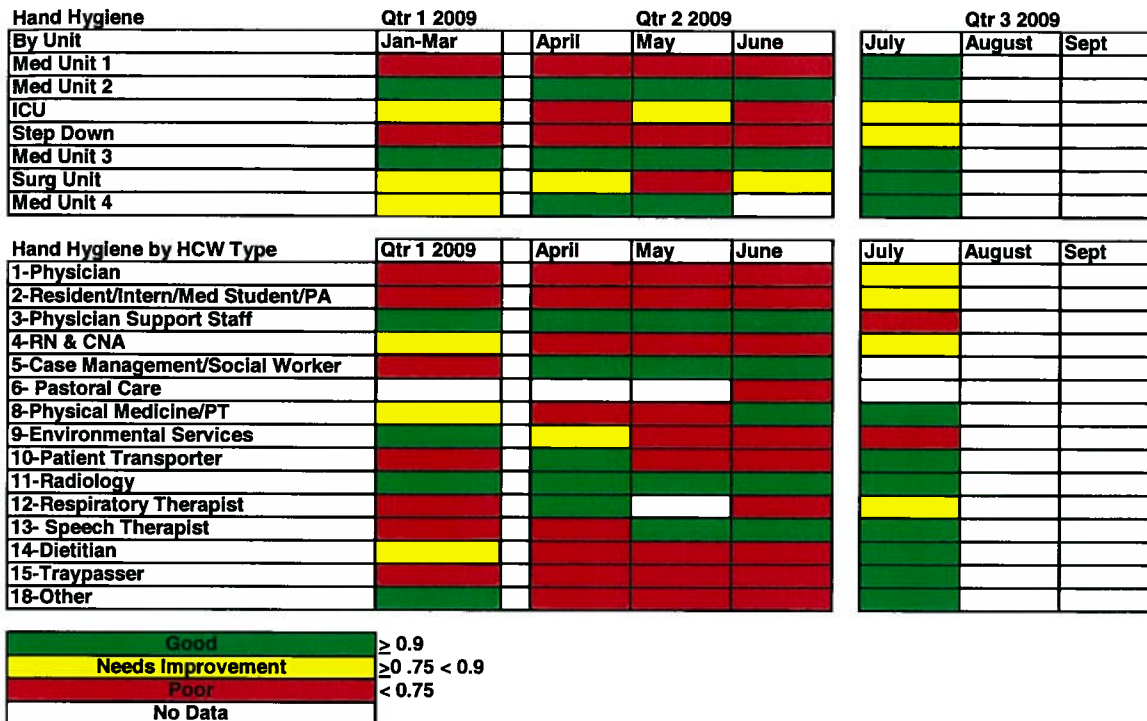 Hand Hygiene Qtr 1 2009 Qtr 2 2009 Qtr 3 2009
By Unit Jan-Mar April May June July August Sept
Med Unit 1
Med Unit 2
ICU
Step Down
Med Unit 3
Surg Unit
Med Unit 4
Hand Hygiene by HCW Type Qtr 1 2009 April May June July August Sept
1-Physician
2-Resident/Intern/Med Student/PA
3-Physician Support Staff
4-RN & CNA
5-Case Management/Social Worker
6- Pastoral Care
8-Physical Medicine/PT
9-Environmental Services
10-Patient Transporter
11-Radiology
12-Respiratory Therapist
13- Speech Therapist
14-Dietitian
15-Traypasser
18-Other
Good ≥ 0.9
Needs Improvement ≥0 .75 < 0.9
Poor < 0.75
No Data